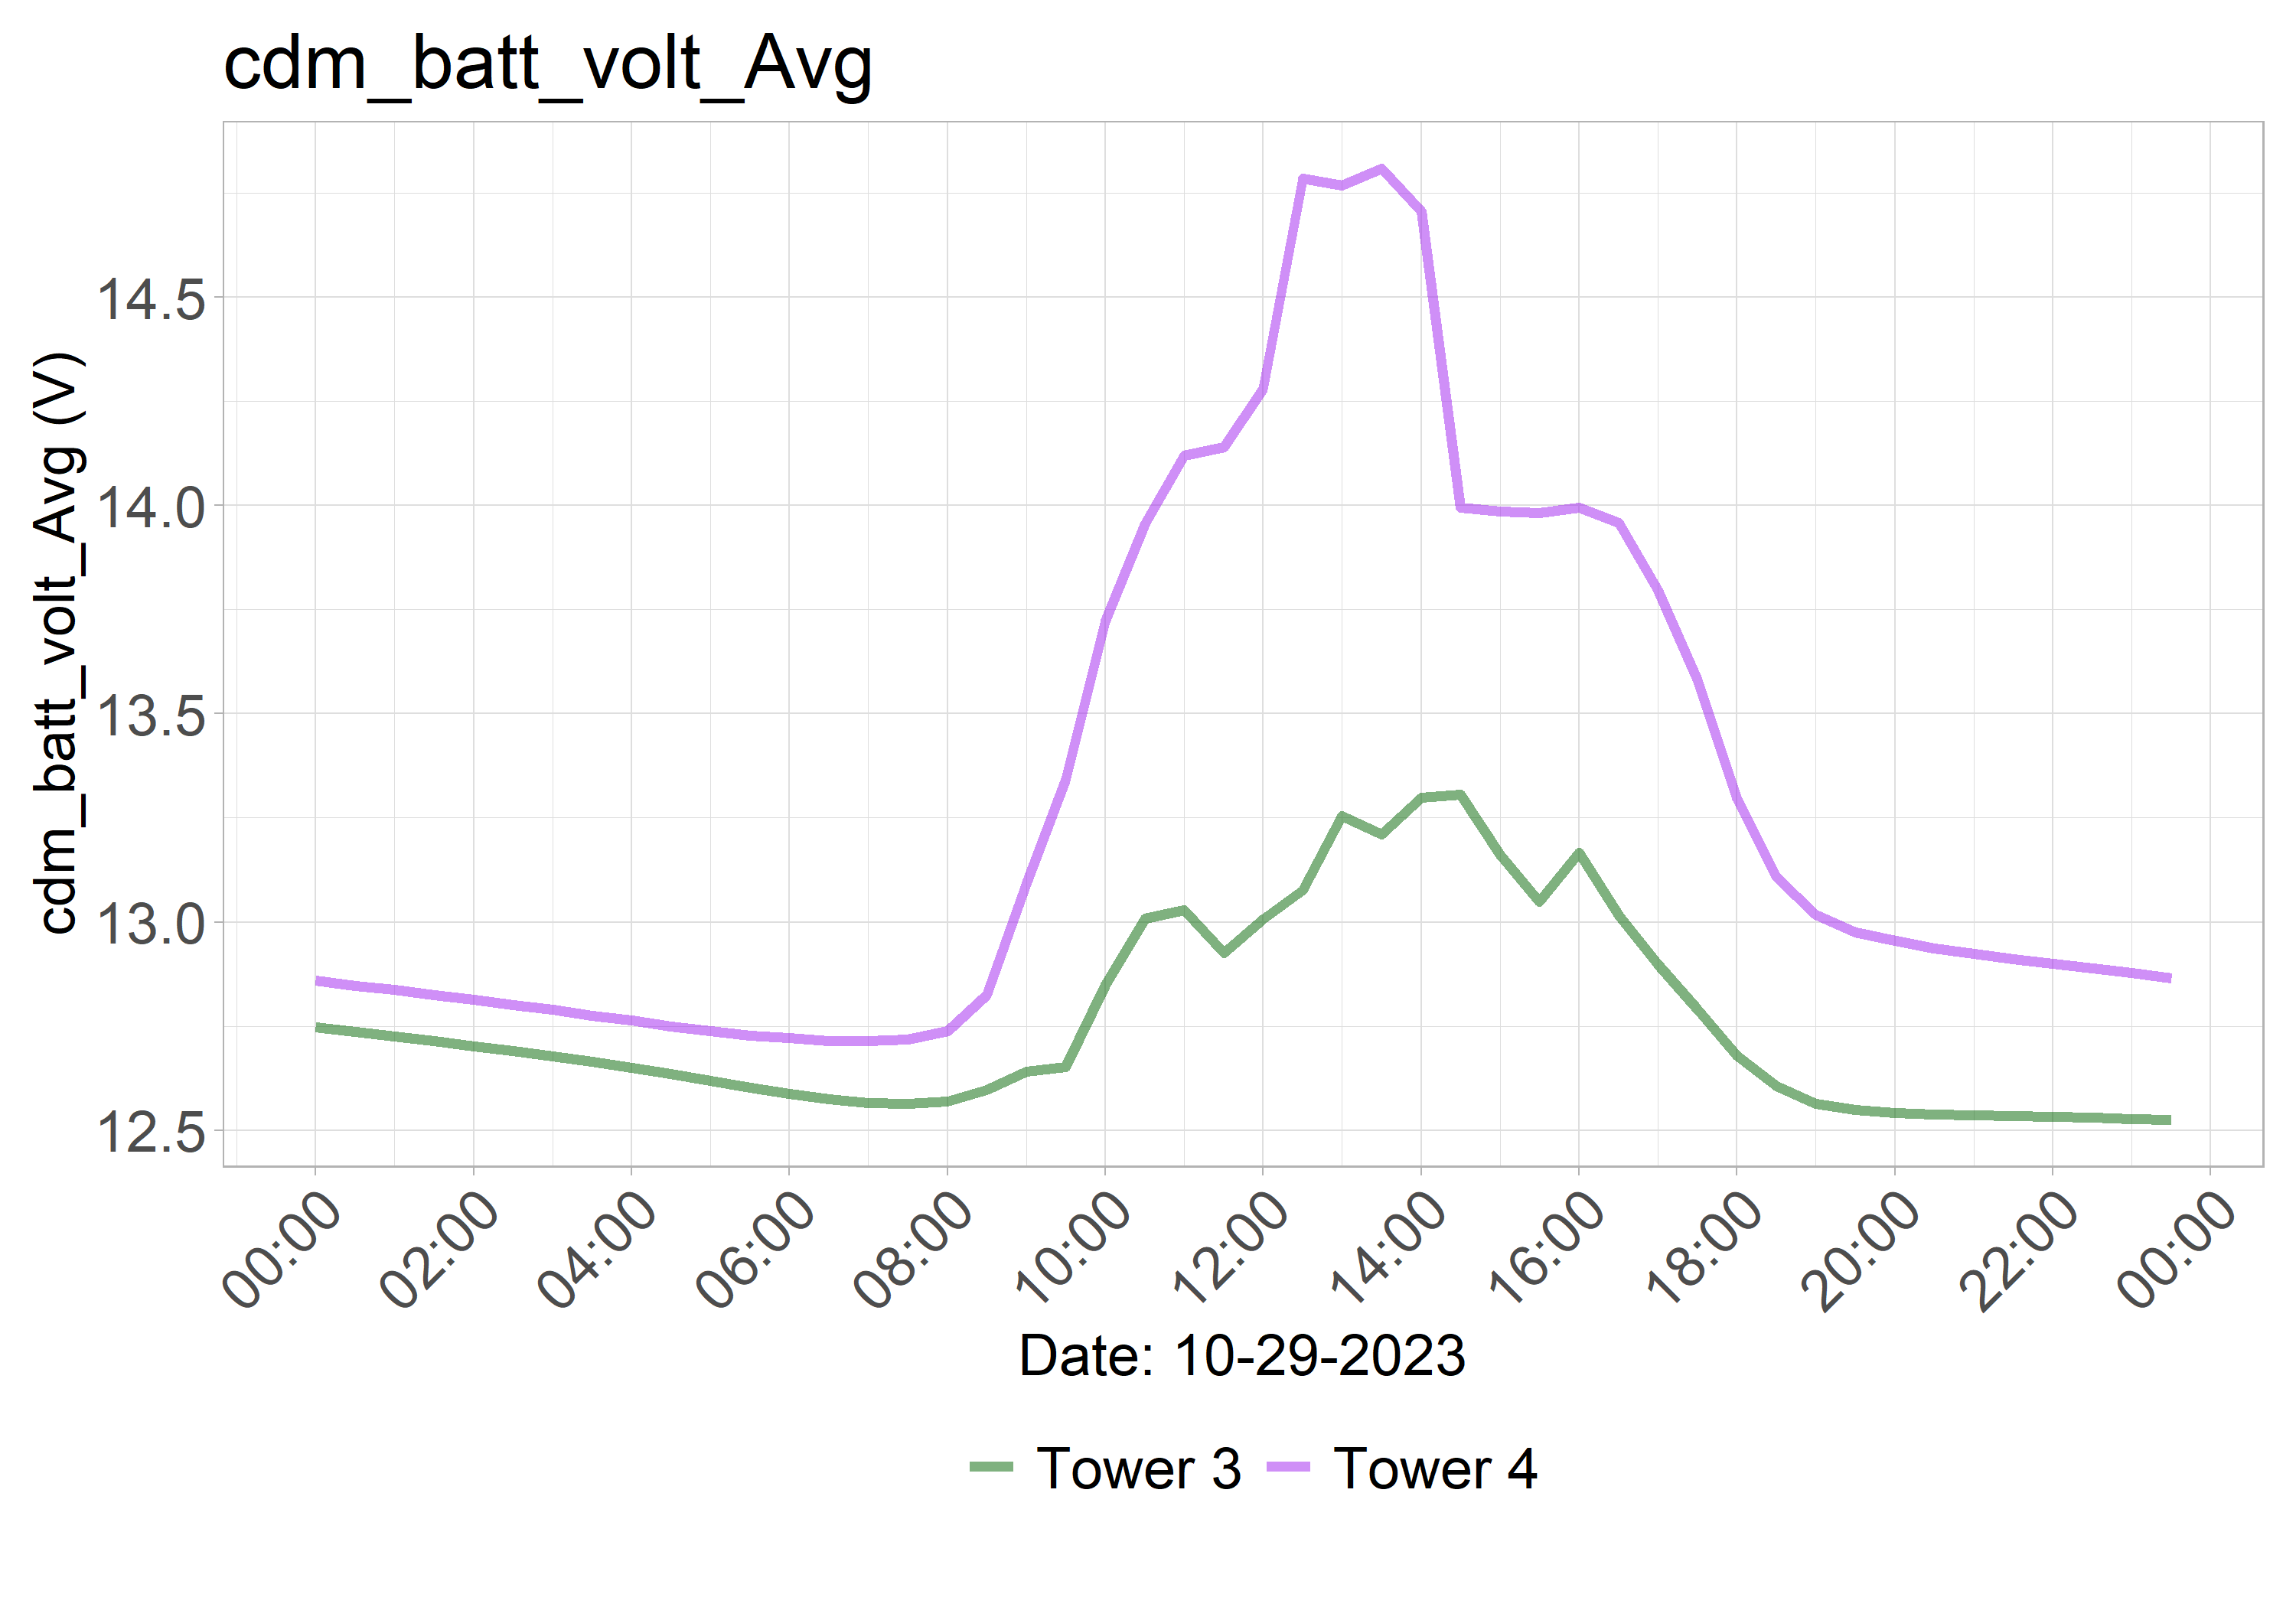 cdm_batt_volt_Avg
cdm_batt_volt_Avg (V)
14.5
14.0
13.5
13.0
12.5
00:00 02:00 04:00 06:00 08:00 10:00 12:00 14:00 16:00 18:00 20:00 22:00 00:00
Date: 10-29-2023
Tower 3 Tower 4